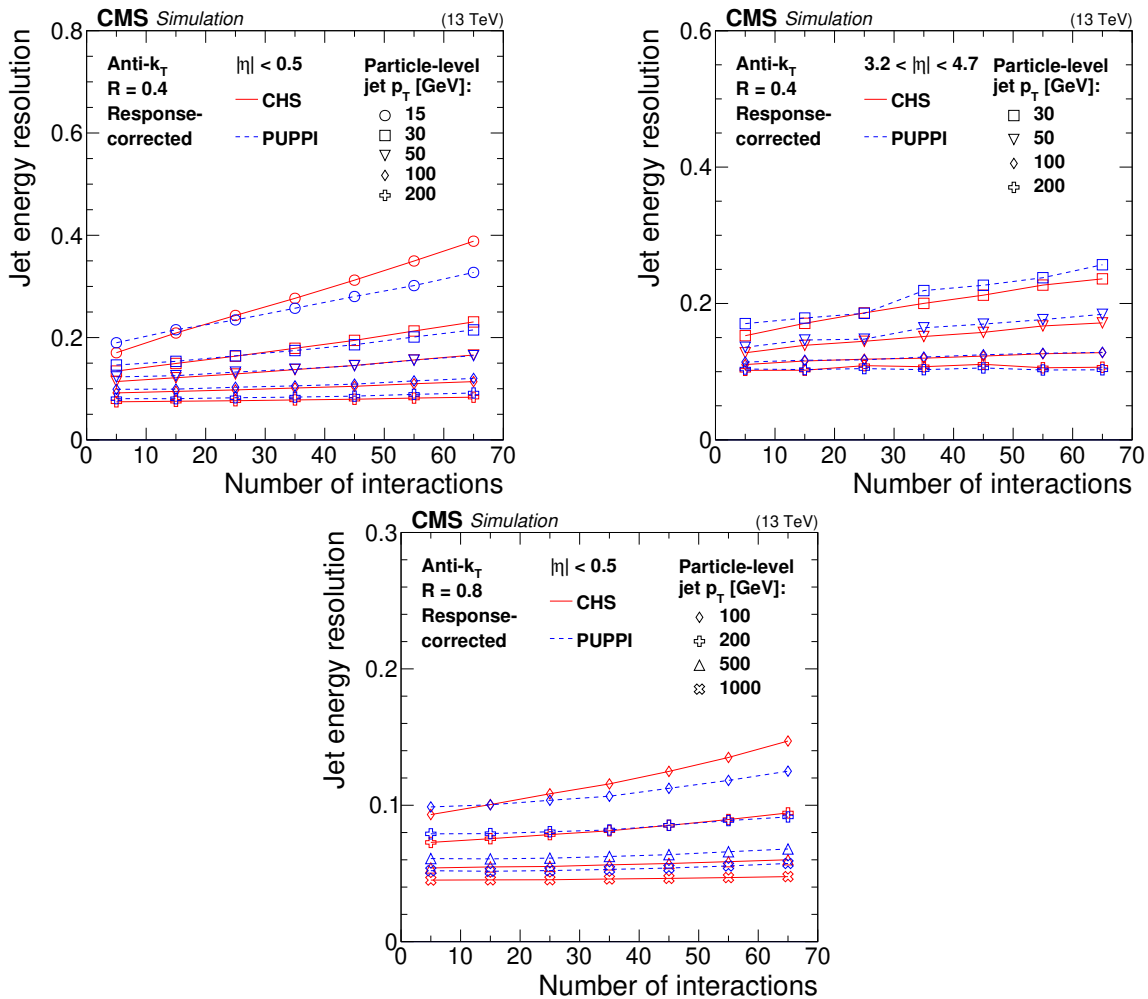 CMS Simulation (13 TeV)
Jet energy resolution
0.8
0.6
0.4
0.2
0
Anti-kT |η| < 0.5 Particle-level
R = 0.4 jet pT [GeV]:
Response-
corrected
CHS
PUPPI
15
30
50
100
200
0 10 20 30 40 50 60 70
Number of interactions
CMS Simulation (13 TeV)
Jet energy resolution
0.6
0.4
0.2
0
Anti-kT 3.2 < |η| < 4.7 Particle-level
R = 0.4 jet pT [GeV]:
Response-
corrected
CHS
PUPPI
30
50
100
200
0 10 20 30 40 50 60 70
Number of interactions
CMS Simulation (13 TeV)
Jet energy resolution
0.3
0.2
0.1
0
Anti-kT |η| < 0.5 Particle-level
R = 0.8 jet pT [GeV]:
Response-
corrected
CHS
PUPPI
100
200
500
1000
0 10 20 30 40 50 60 70
Number of interactions